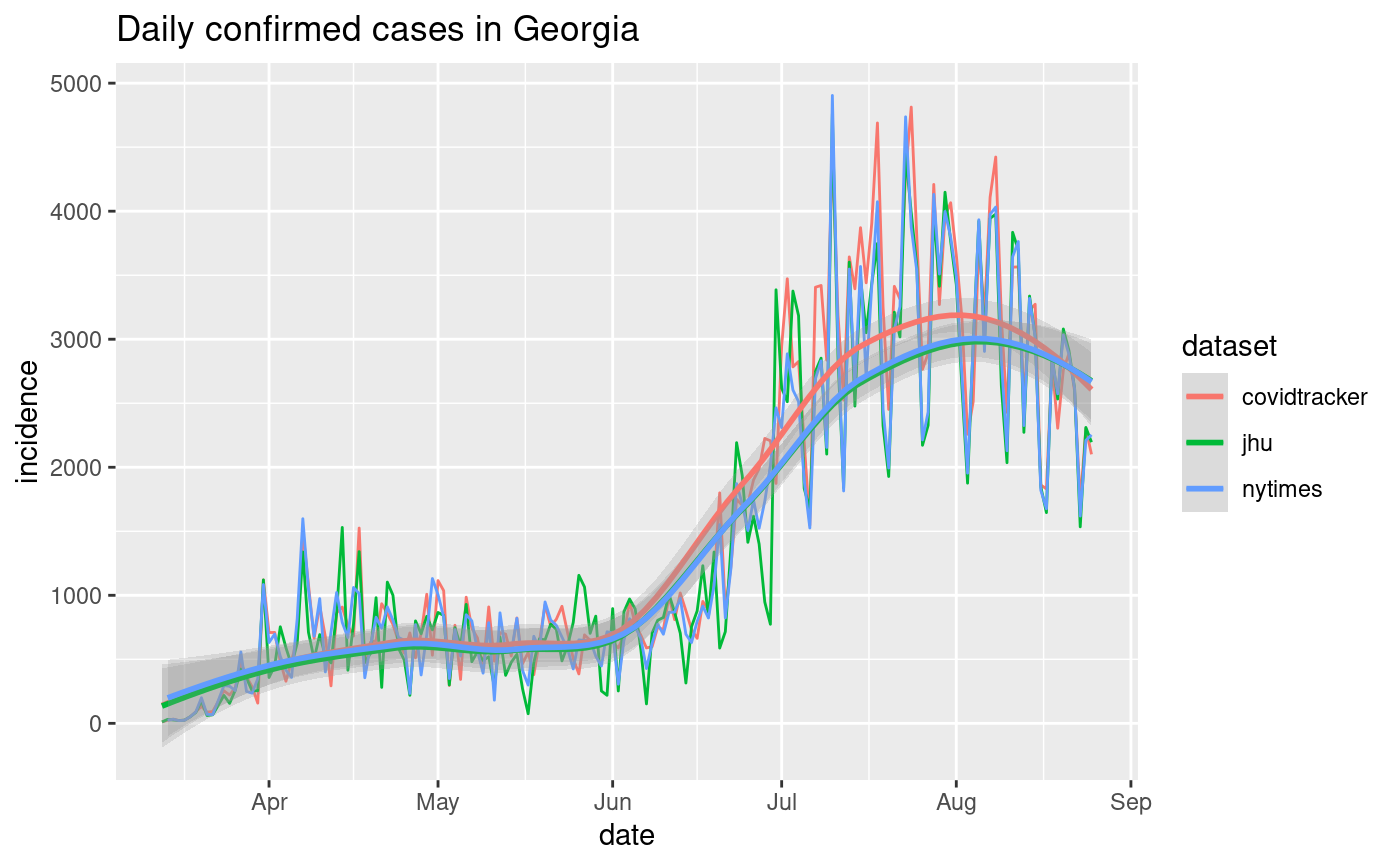 Daily confirmed cases in Georgia
5000
4000
3000
2000
1000
0
incidence
Apr May Jun Jul Aug Sep
date
dataset
covidtracker
jhu
nytimes